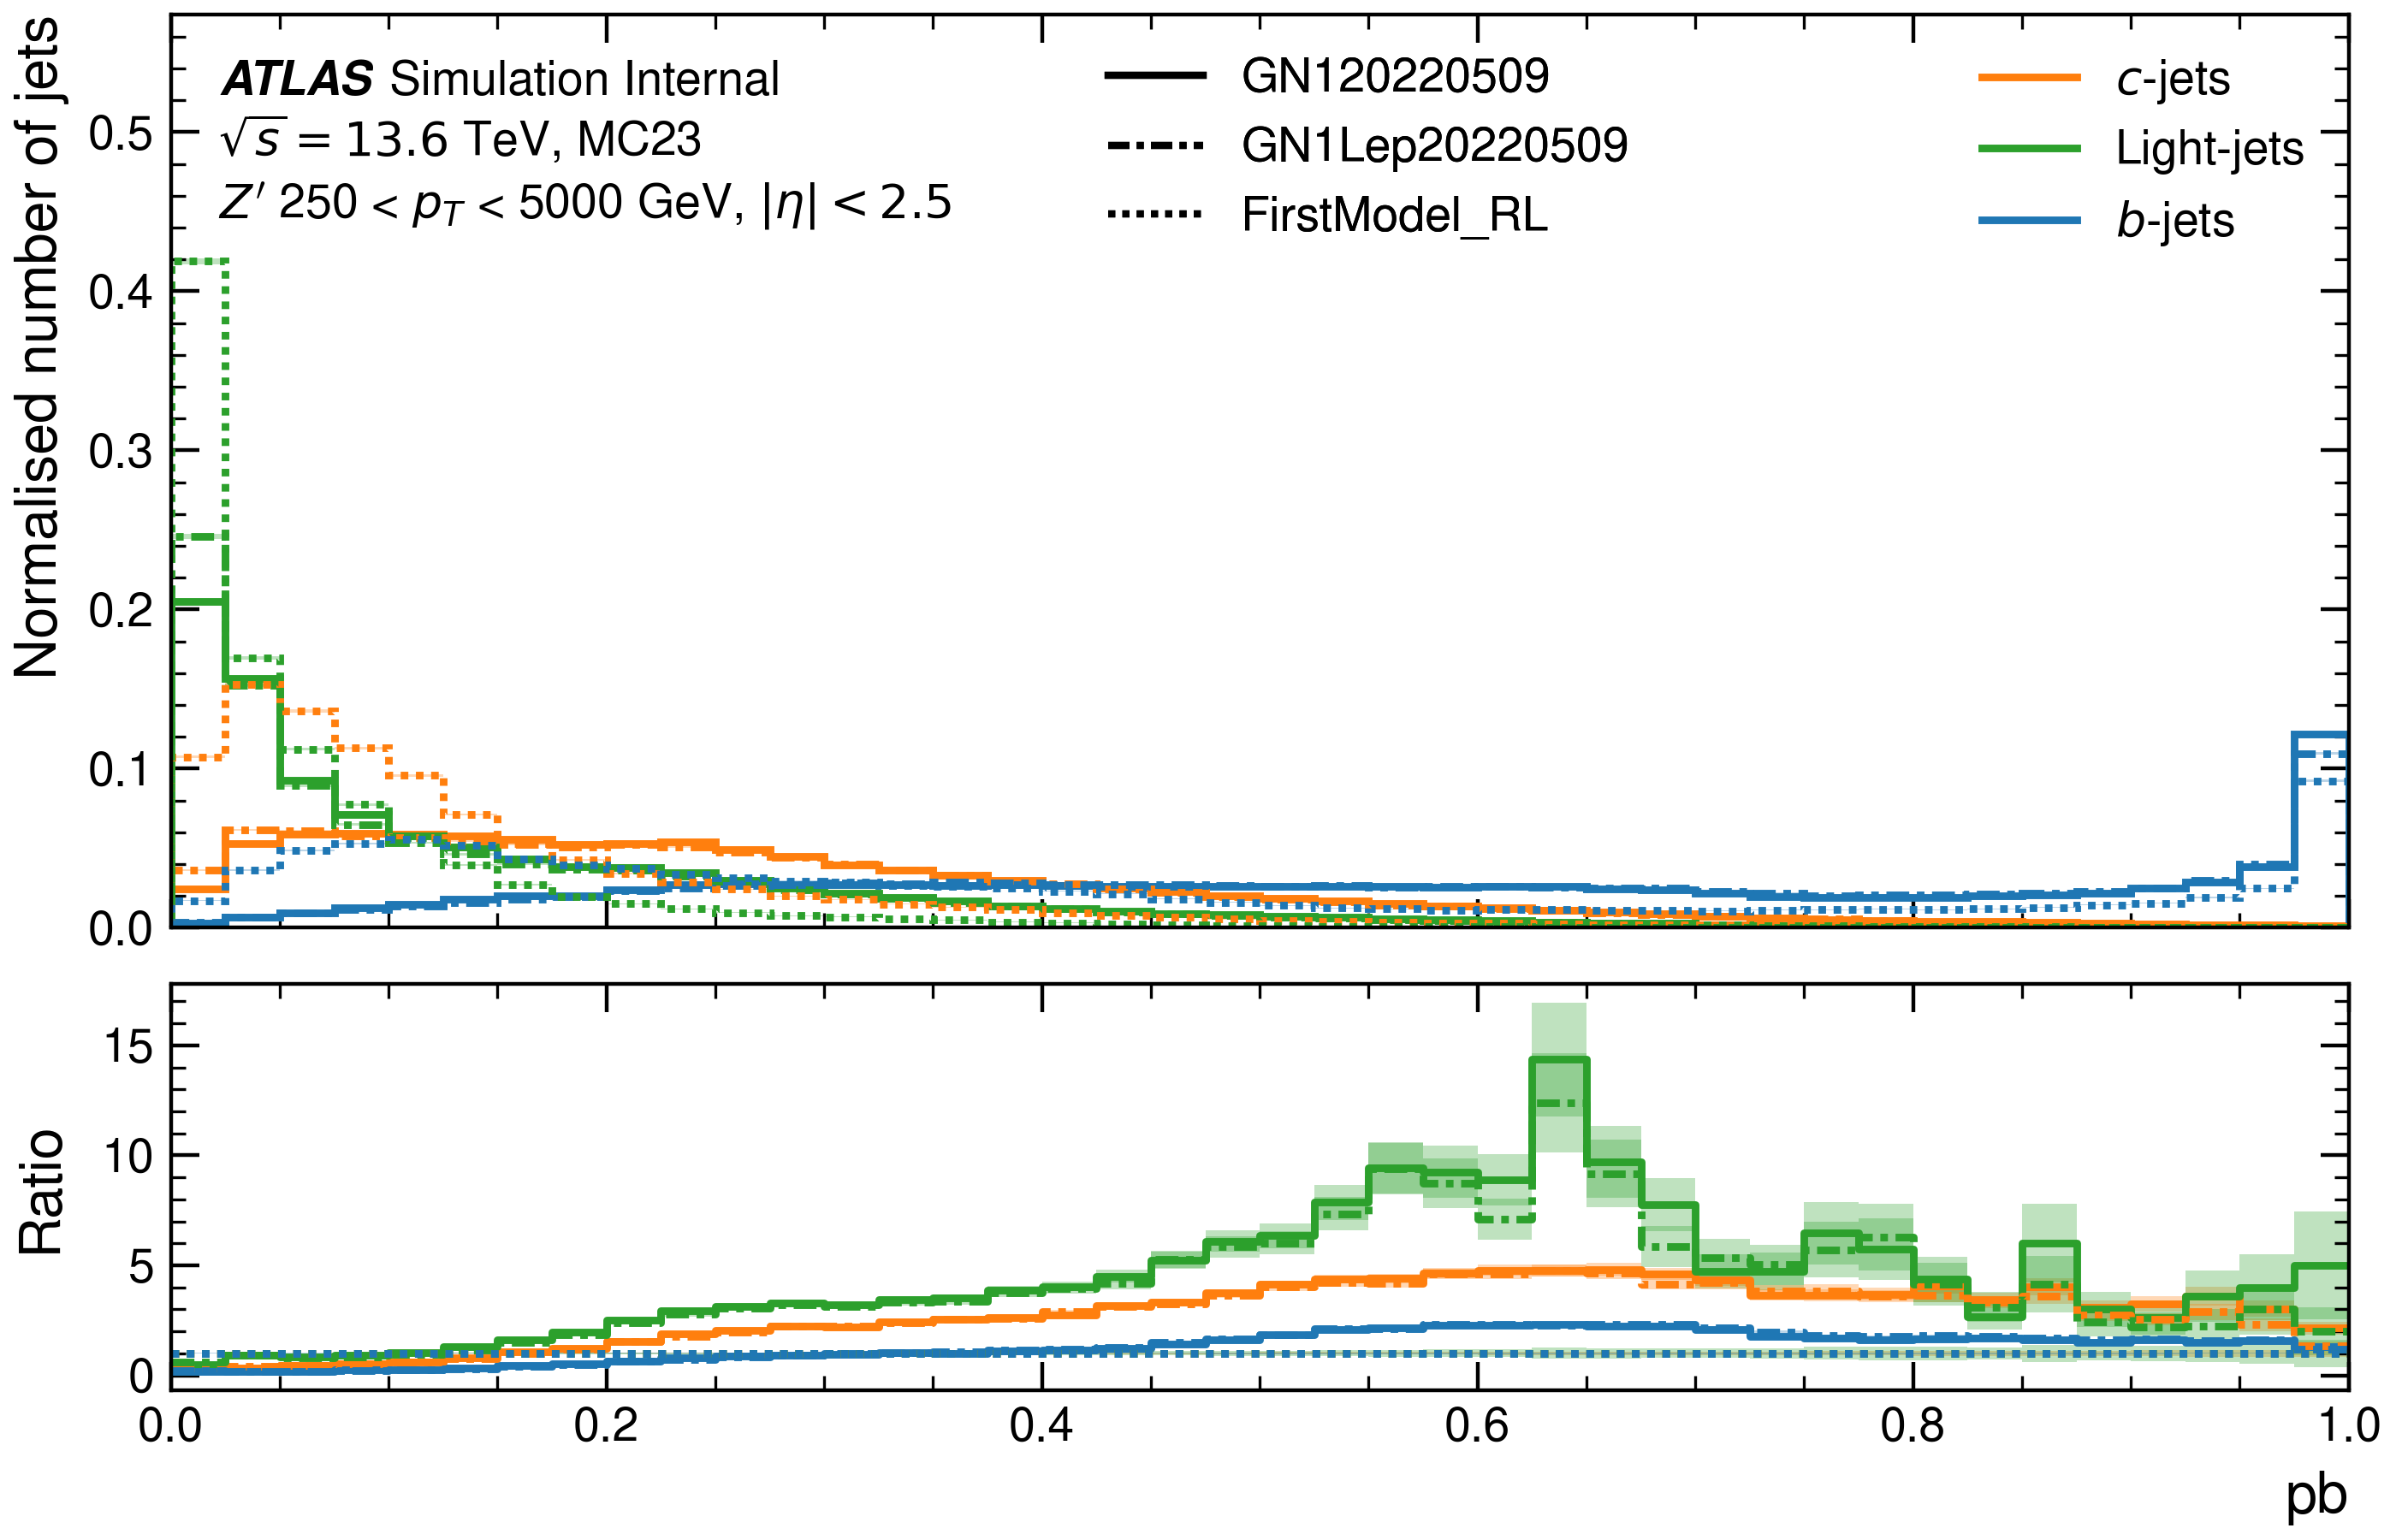 Normalised number of jets
ATLAS Simulation Internal
√s = 13.6 TeV, MC23
Z′ 250 < pT < 5000 GeV, |η| < 2.5
GN120220509
GN1Lep20220509
FirstModel_RL
c-jets
Light-jets
b-jets
0.5
0.4
0.3
0.2
0.1
0.0
Ratio
15
10
5
0
0.0 0.2 0.4 0.6 0.8 1.0
pb